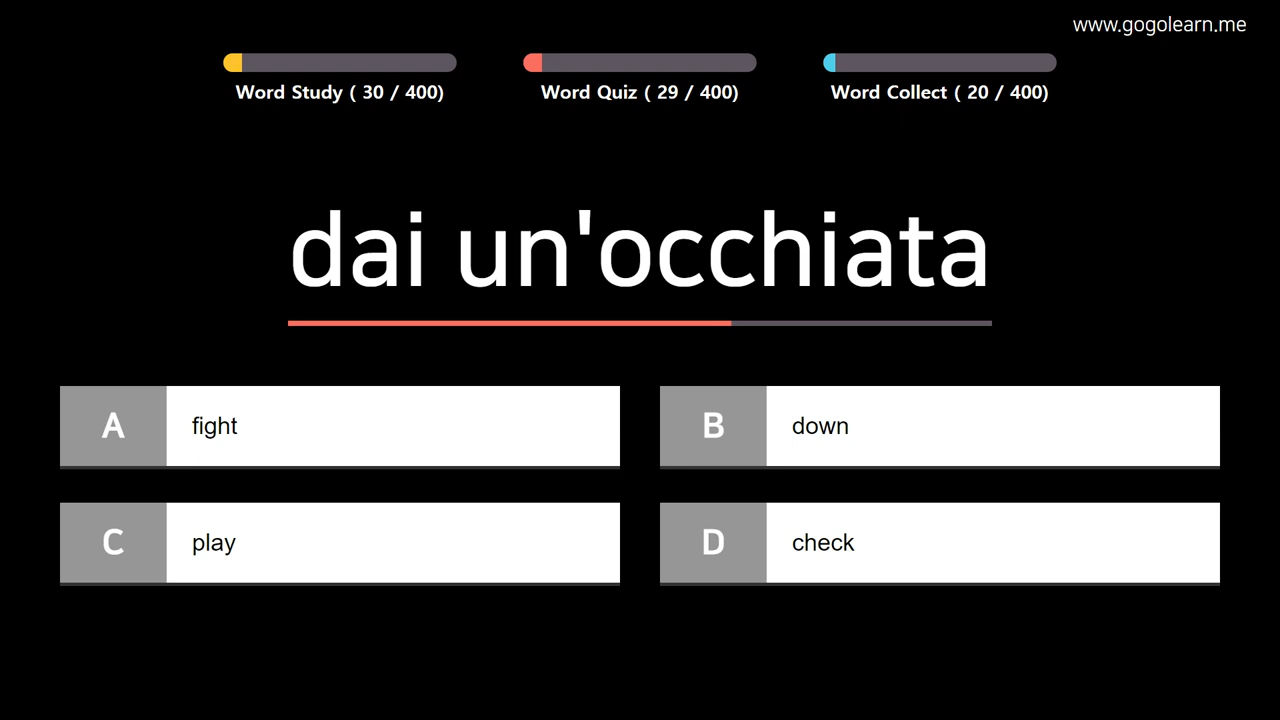 www.gogolearn.me
Word Study ( 30 / 400)
Word Quiz ( 29 / 400)
Word Collect ( 20 / 400)
dai un'occhiata
A fight
B down
C play
D check